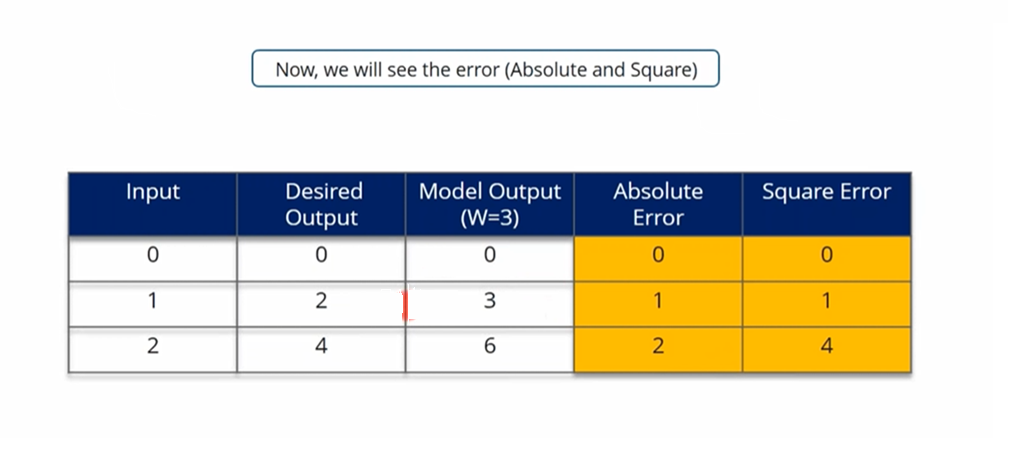 Now, we will see the error (Absolute and Square)
Input Desired Output Model Output (W=3) Absolute Error Square Error
0 0 0 0 0
1 2 3 1 1
2 4 6 2 4